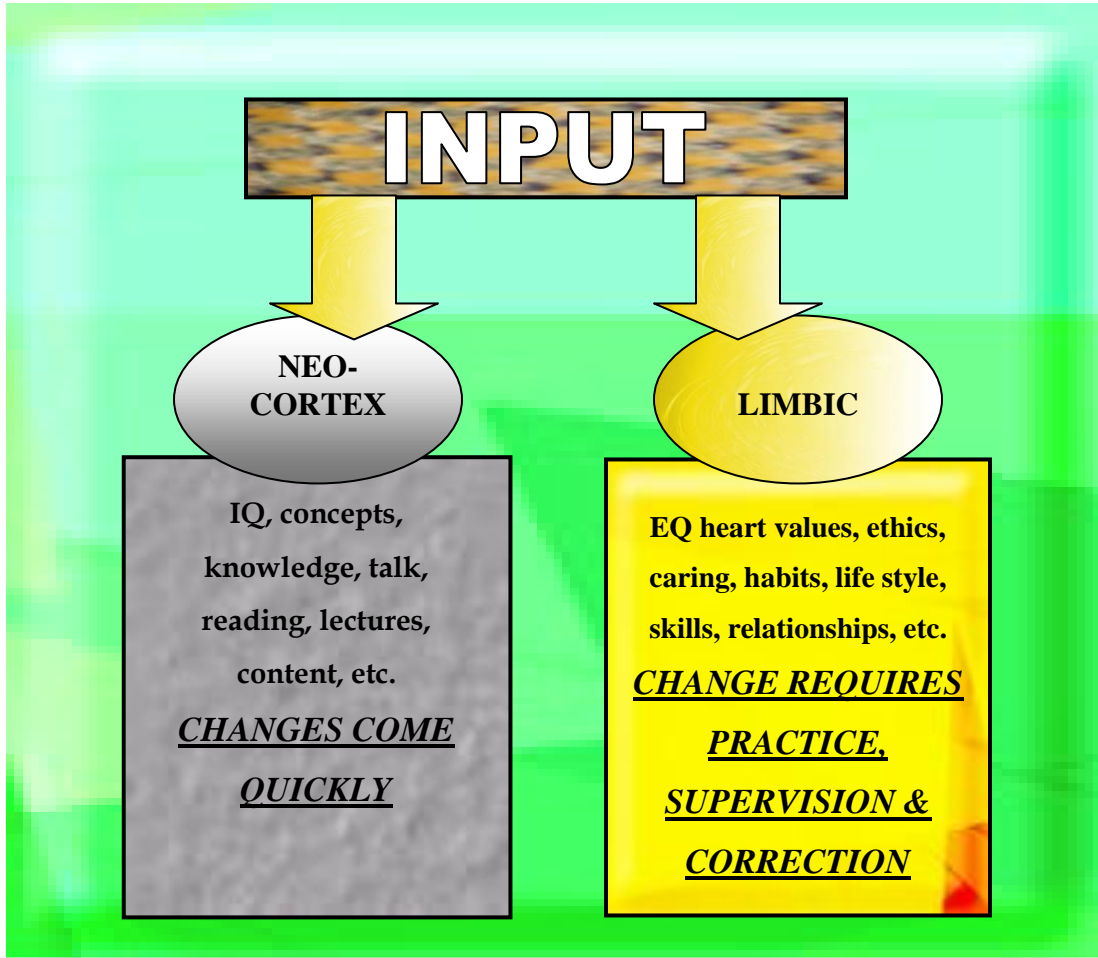 INPUT
NEO-
CORTEX
IQ, concepts,
knowledge, talk,
reading, lectures,
content, etc.
CHANGES COME
QUICKLY
LIMBIC
EQ heart values, ethics,
caring, habits, life style,
skills, relationships, etc.
CHANGE REQUIRES
PRACTICE,
SUPERVISION &
CORRECTION